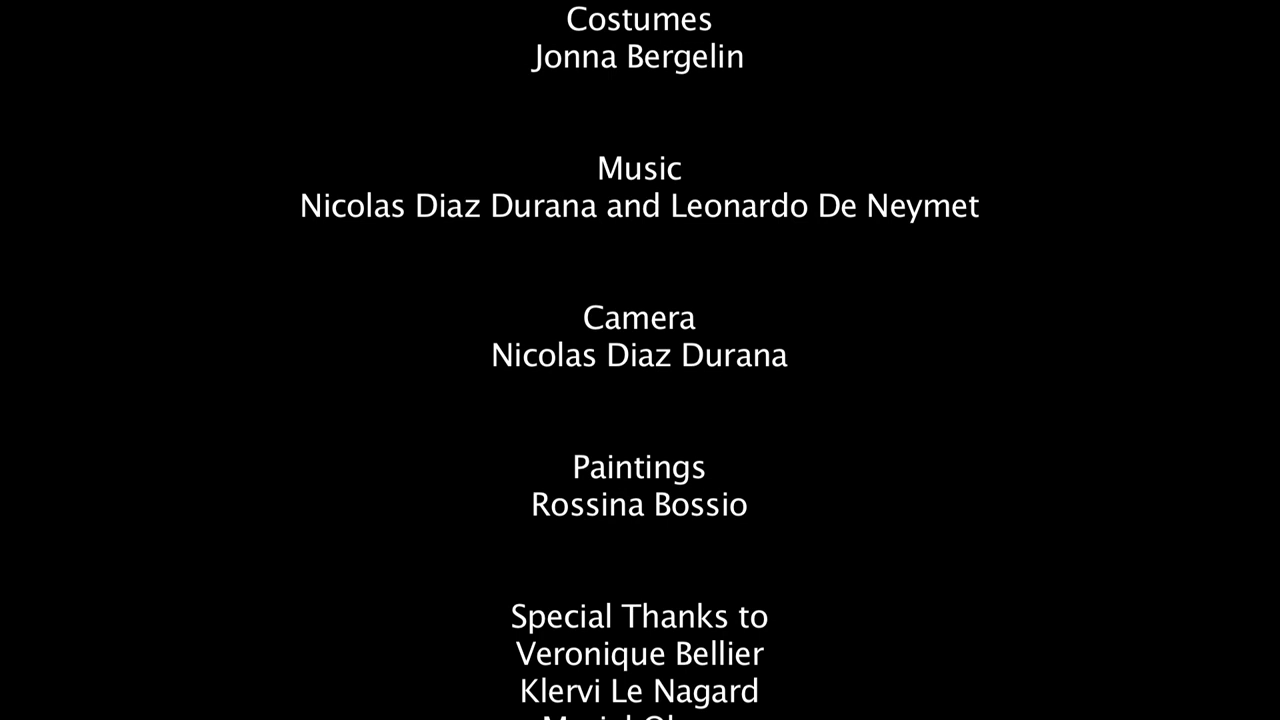 Costumes
Jonna Bergelin
Music
Nicolas Diaz Durana and Leonardo De Neymet
Camera
Nicolas Diaz Durana
Paintings
Rossina Bossio
Special Thanks to
Veronique Bellier
Klervi Le Nagard